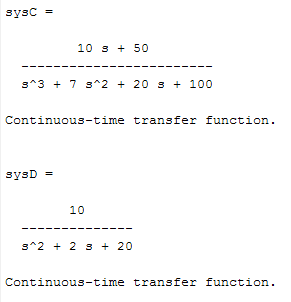 sysC =
10 s + 50
-------------------------
s^3 + 7 s^2 + 20 s + 100
Continuous-time transfer function.
sysD =
10
--------------
s^2 + 2 s + 20
Continuous-time transfer function.